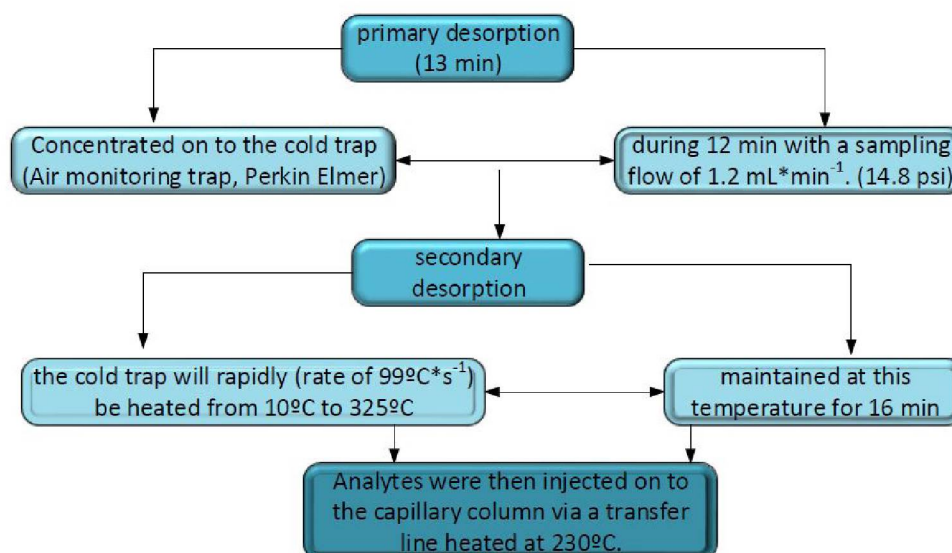 primary desorption
(13 min)
Concentrated on to the cold trap
(Air monitoring trap, Perkin Elmer)
during 12 min with a sampling
flow of 1.2 mL*min⁻¹. (14.8 psi)
secondary
desorption
the cold trap will rapidly (rate of 99ºC*s⁻¹)
be heated from 10ºC to 325ºC
maintained at this
temperature for 16 min
Analytes were then injected on to
the capillary column via a transfer
line heated at 230ºC.